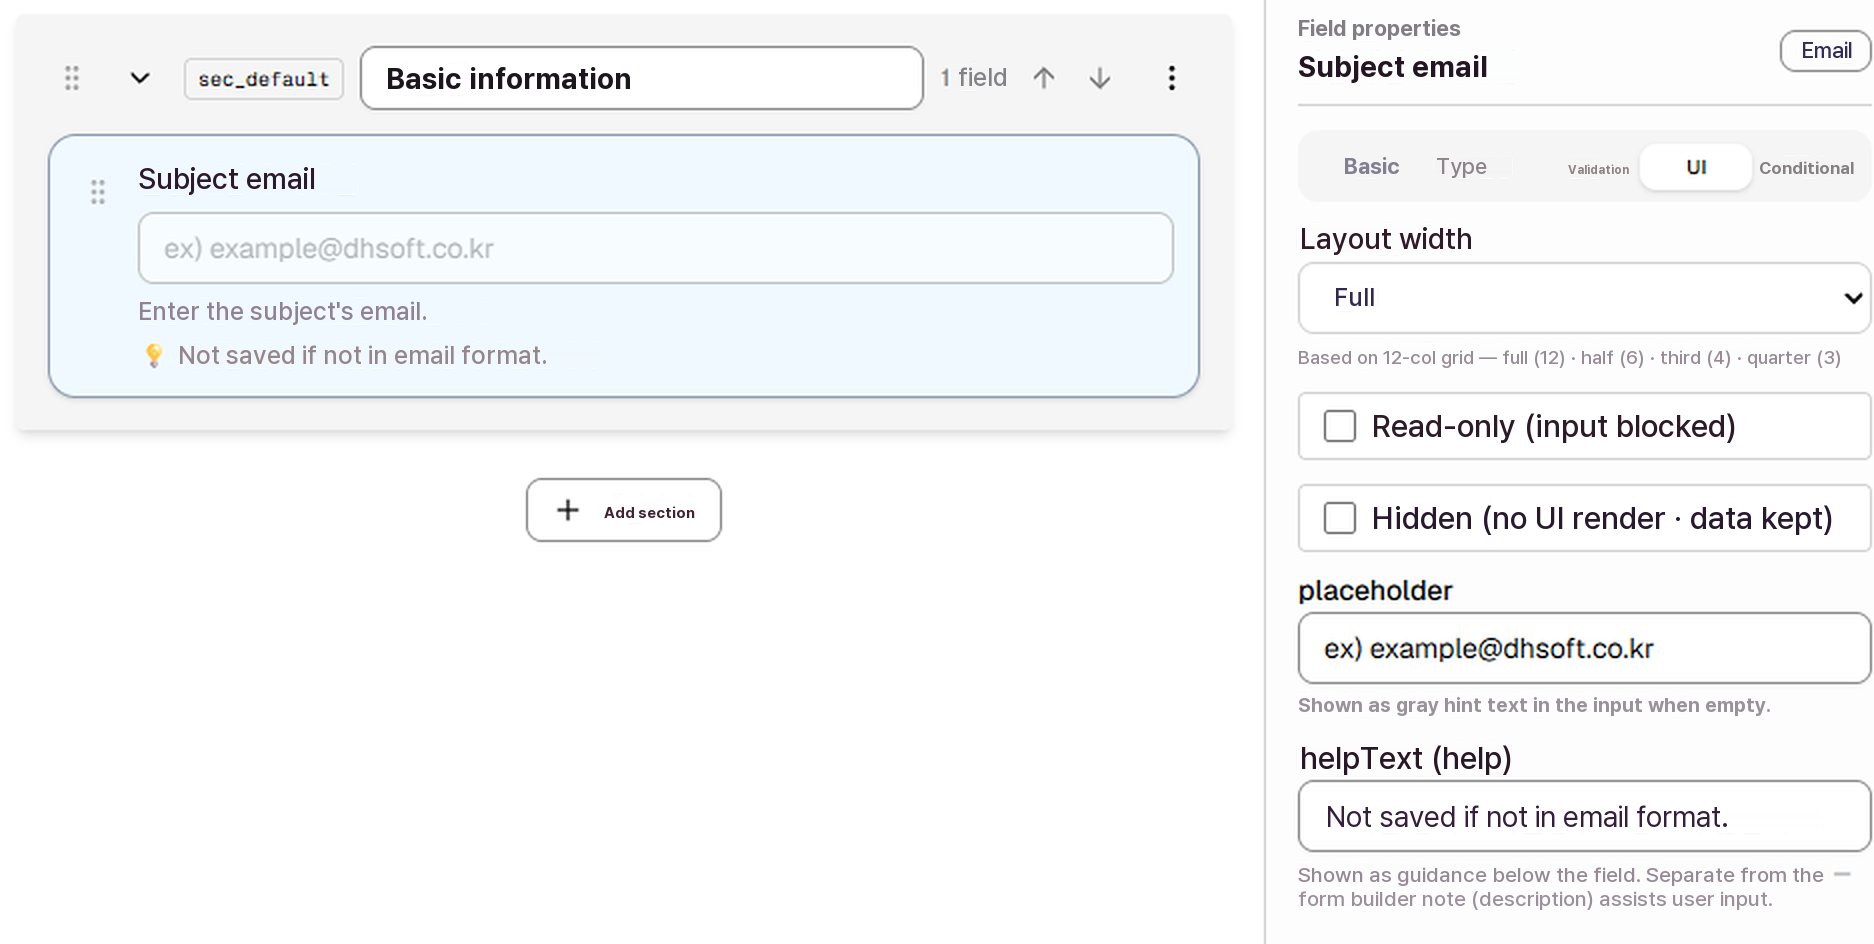 sec_default
Basic information
1 field
Subject email
ex) example@dhsoft.co.kr
Enter the subject's email.
💡 Not saved if not in email format.
Add section
Field properties
Subject email
Email
Basic
Type
Validation
UI
Conditional
Layout width
Full
Based on 12-col grid — full (12) · half (6) · third (4) · quarter (3)
Read-only (input blocked)
Hidden (no UI render · data kept)
placeholder
ex) example@dhsoft.co.kr
Shown as gray hint text in the input when empty.
helpText (help)
Not saved if not in email format.
Shown as guidance below the field. Separate from the —
form builder note (description) assists user input.